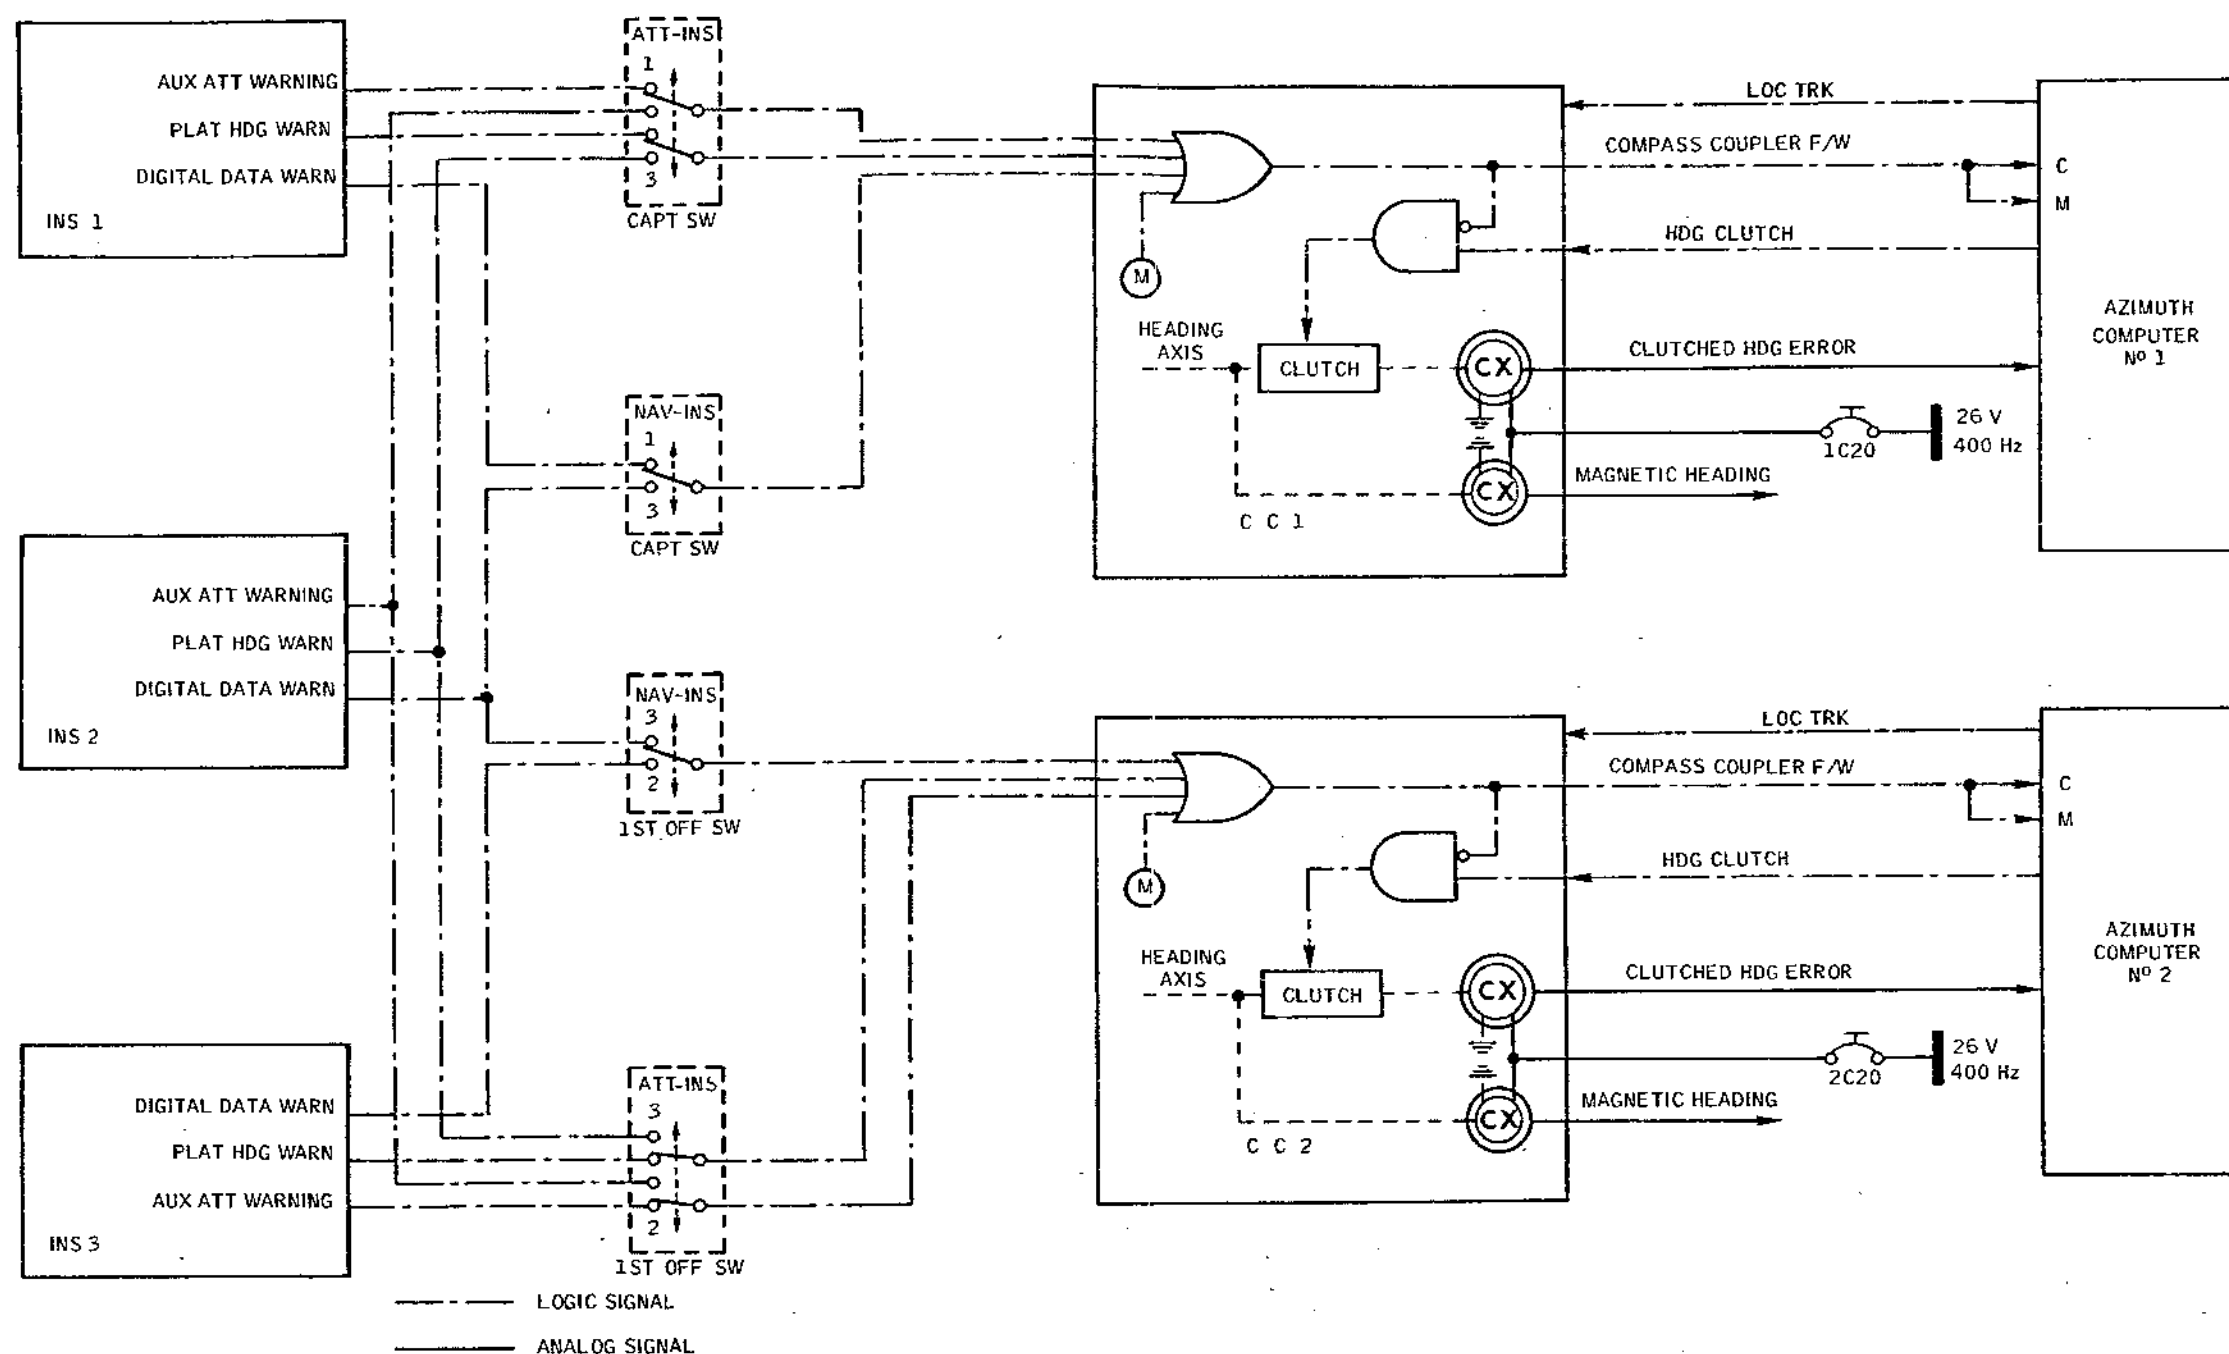 AUX ATT WARNING
PLAT HDG WARN
DIGITAL DATA WARN
INS 1
ATT-INS
1
3
CAPT SW
NAV-INS
1
3
CAPT SW
M
HEADING
AXIS
CLUTCH
CX
CX
C C 1
LOC TRK
COMPASS COUPLER F/W
C
M
HDG CLUTCH
CLUTCHED HDG ERROR
1C20
26 V
400 Hz
MAGNETIC HEADING
AZIMUTH
COMPUTER
Nº 1
AUX ATT WARNING
PLAT HDG WARN
DIGITAL DATA WARN
INS 2
NAV-INS
3
2
1ST OFF SW
DIGITAL DATA WARN
PLAT HDG WARN
AUX ATT WARNING
INS 3
ATT-INS
3
2
1ST OFF SW
M
HEADING
AXIS
CLUTCH
CX
CX
C C 2
LOC TRK
COMPASS COUPLER F/W
C
M
HDG CLUTCH
CLUTCHED HDG ERROR
2C20
26 V
400 Hz
MAGNETIC HEADING
AZIMUTH
COMPUTER
Nº 2
LOGIC SIGNAL
ANALOG SIGNAL